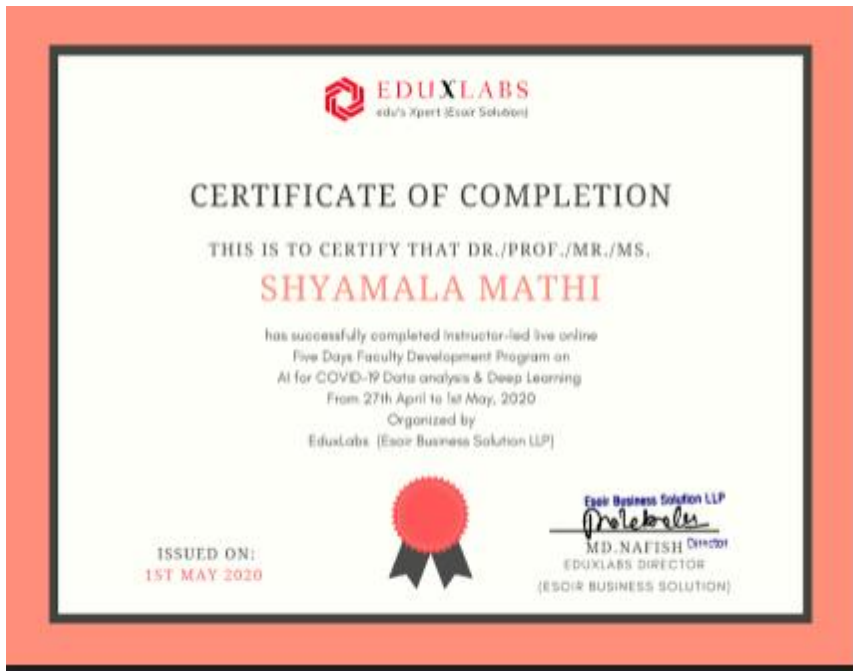 EDUXLABS
edu's Xpert (Esoir Solution)
CERTIFICATE OF COMPLETION
THIS IS TO CERTIFY THAT DR./PROF./MR./MS.
SHYAMALA MATHI
has successfully completed Instructor-led live online
Five Days Faculty Development Program on
AI for COVID-19 Data analysis & Deep Learning
From 27th April to 1st May, 2020
Organized by
EduxLabs (Esoir Business Solution LLP)
ISSUED ON:
1ST MAY 2020
Esoir Business Solution LLP
Director
MD.NAFISH
EDUXLABS DIRECTOR
(ESOIR BUSINESS SOLUTION)